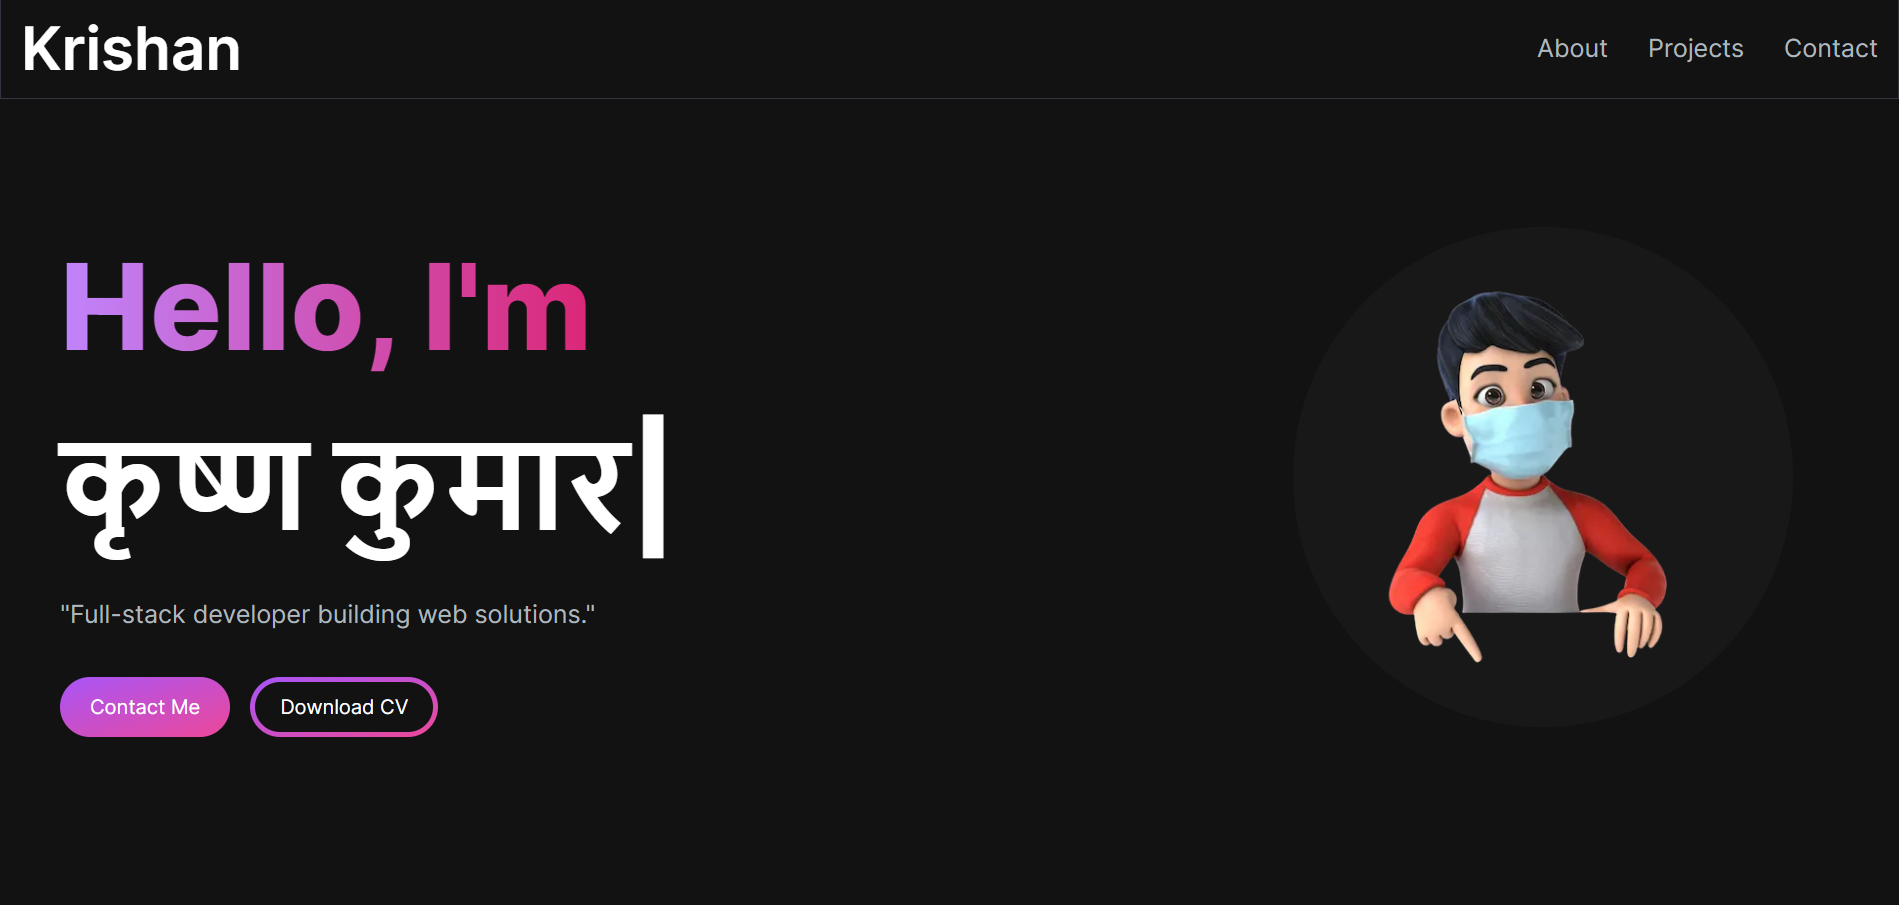 Krishan
About Projects Contact
Hello, I'm
कृष्ण कुमार|
"Full-stack developer building web solutions."
Contact Me Download CV